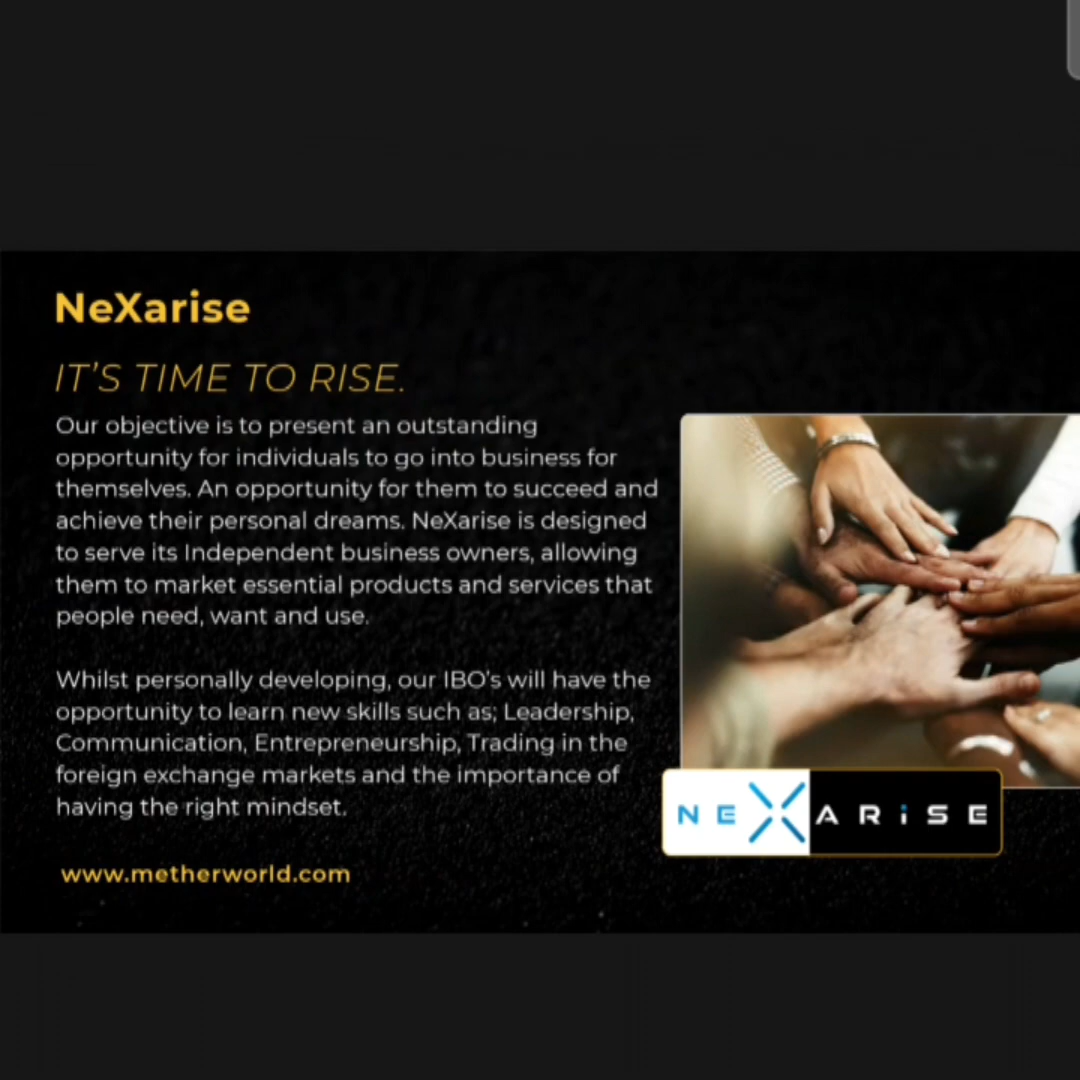 NeXarise
IT'S TIME TO RISE.
Our objective is to present an outstanding
opportunity for individuals to go into business for
themselves. An opportunity for them to succeed and
achieve their personal dreams. NeXarise is designed
to serve its Independent business owners, allowing
them to market essential products and services that
people need, want and use.
Whilst personally developing, our IBO's will have the
opportunity to learn new skills such as; Leadership,
Communication, Entrepreneurship, Trading in the
foreign exchange markets and the importance of
having the right mindset.
NEXARiSE
www.metherworld.com